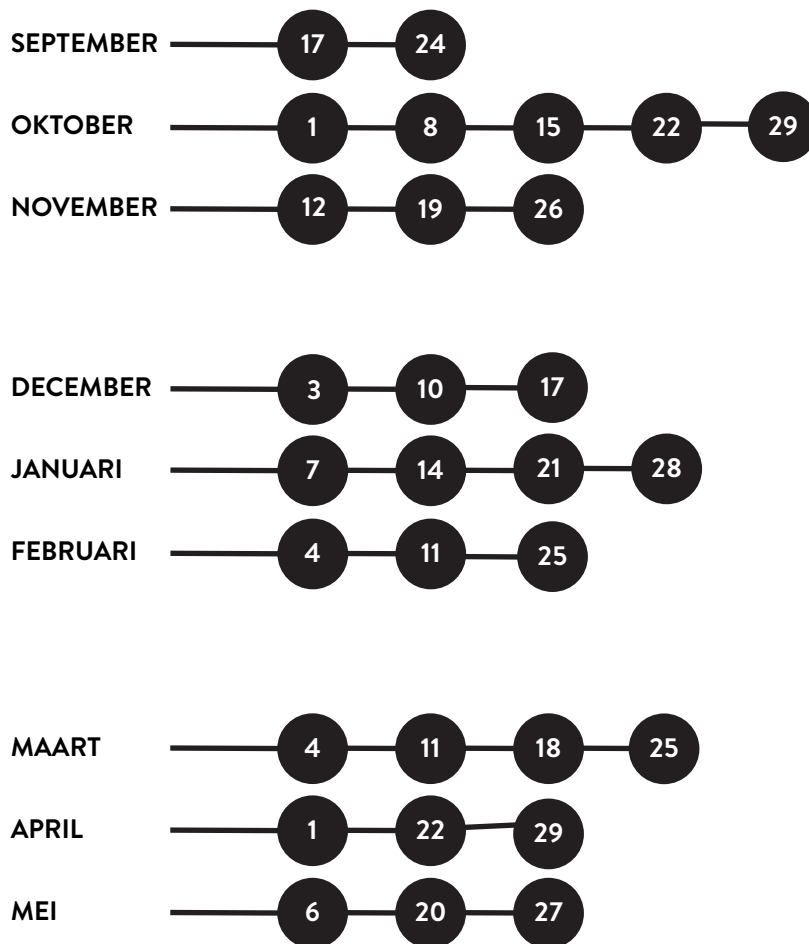 SEPTEMBER 17 24
OKTOBER 1 8 15 22 29
NOVEMBER 12 19 26
DECEMBER 3 10 17
JANUARI 7 14 21 28
FEBRUARI 4 11 25
MAART 4 11 18 25
APRIL 1 22 29
MEI 6 20 27